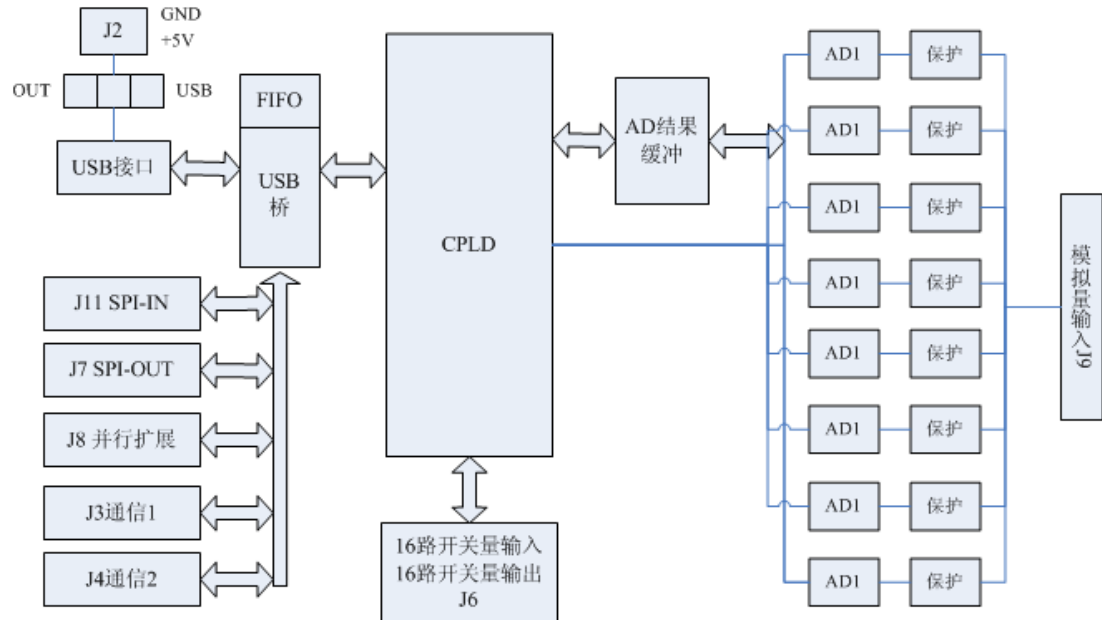 J2
GND
+5V
OUT
USB
USB接口
FIFO
USB
桥
J11 SPI-IN
J7 SPI-OUT
J8 并行扩展
J3通信1
J4通信2
CPLD
16路开关量输入
16路开关量输出
J6
AD结果
缓冲
AD1
保护
AD1
保护
AD1
保护
AD1
保护
AD1
保护
AD1
保护
AD1
保护
AD1
保护
模拟量输入J9